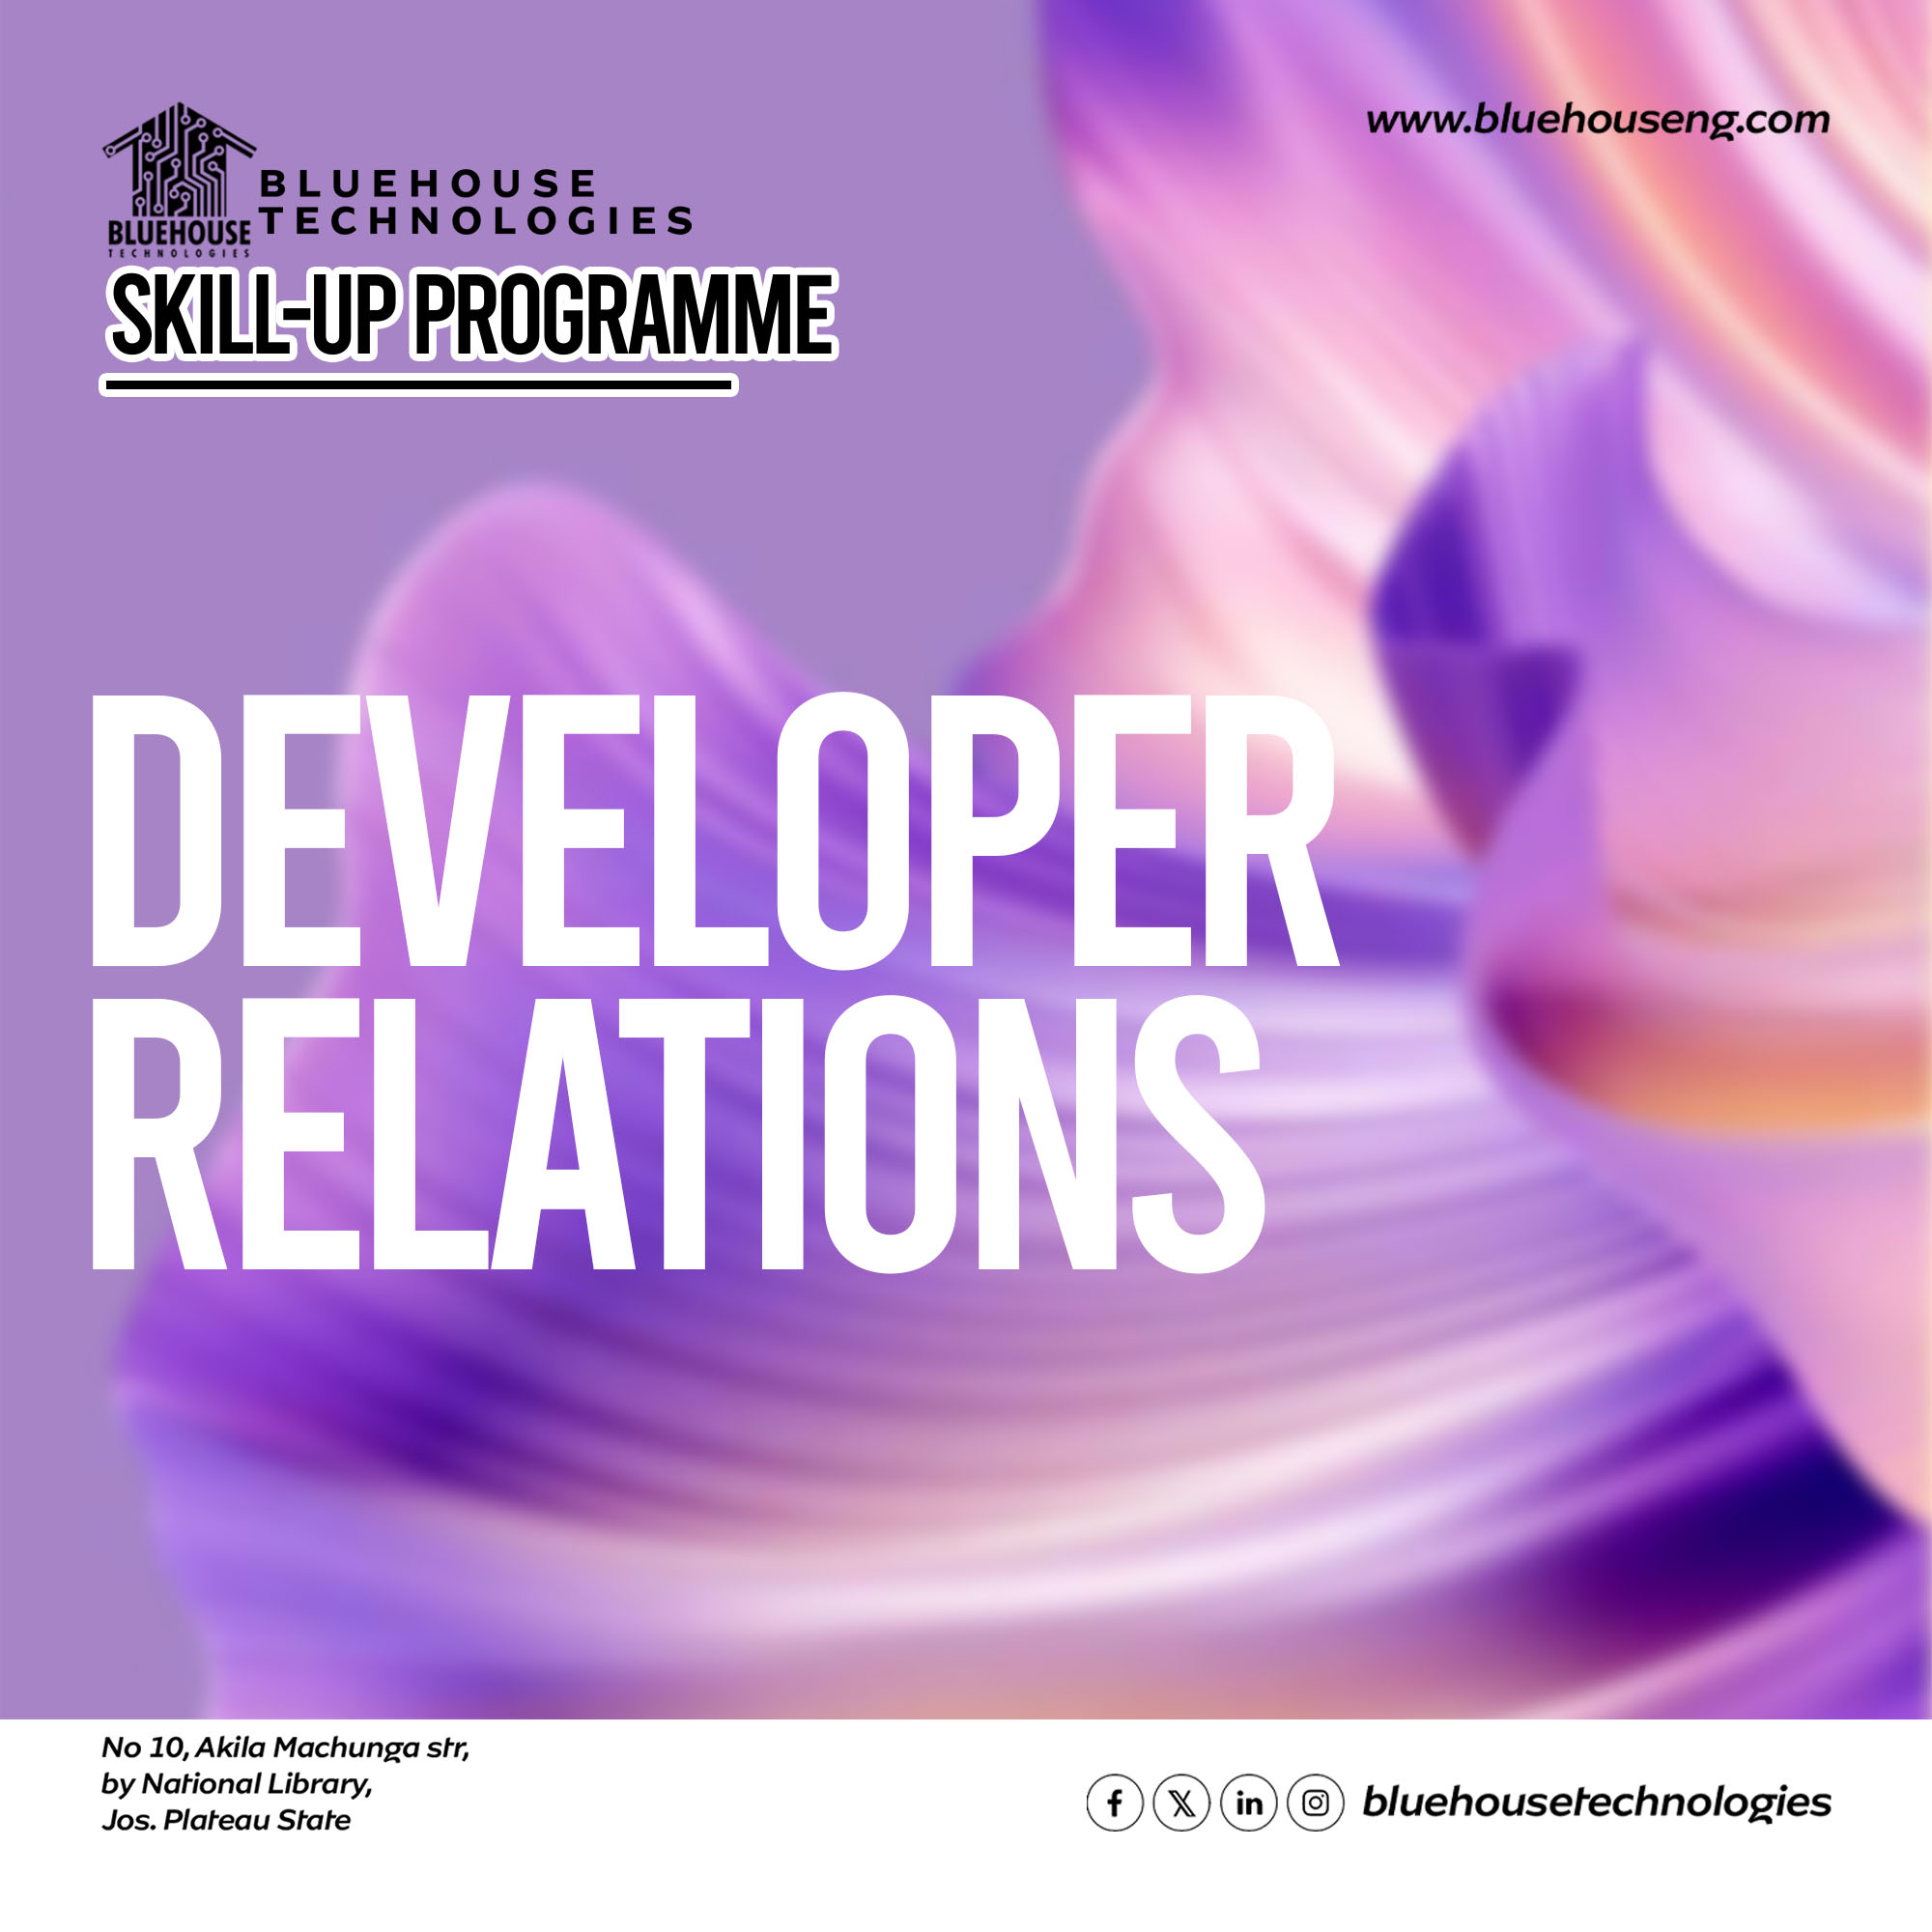 www.bluehouseng.com
BLUEHOUSE
TECHNOLOGIES
BLUEHOUSE
TECHNOLOGIES
SKILL-UP PROGRAMME
DEVELOPER
RELATIONS
No 10, Akila Machunga str,
by National Library,
Jos. Plateau State
bluehousetechnologies